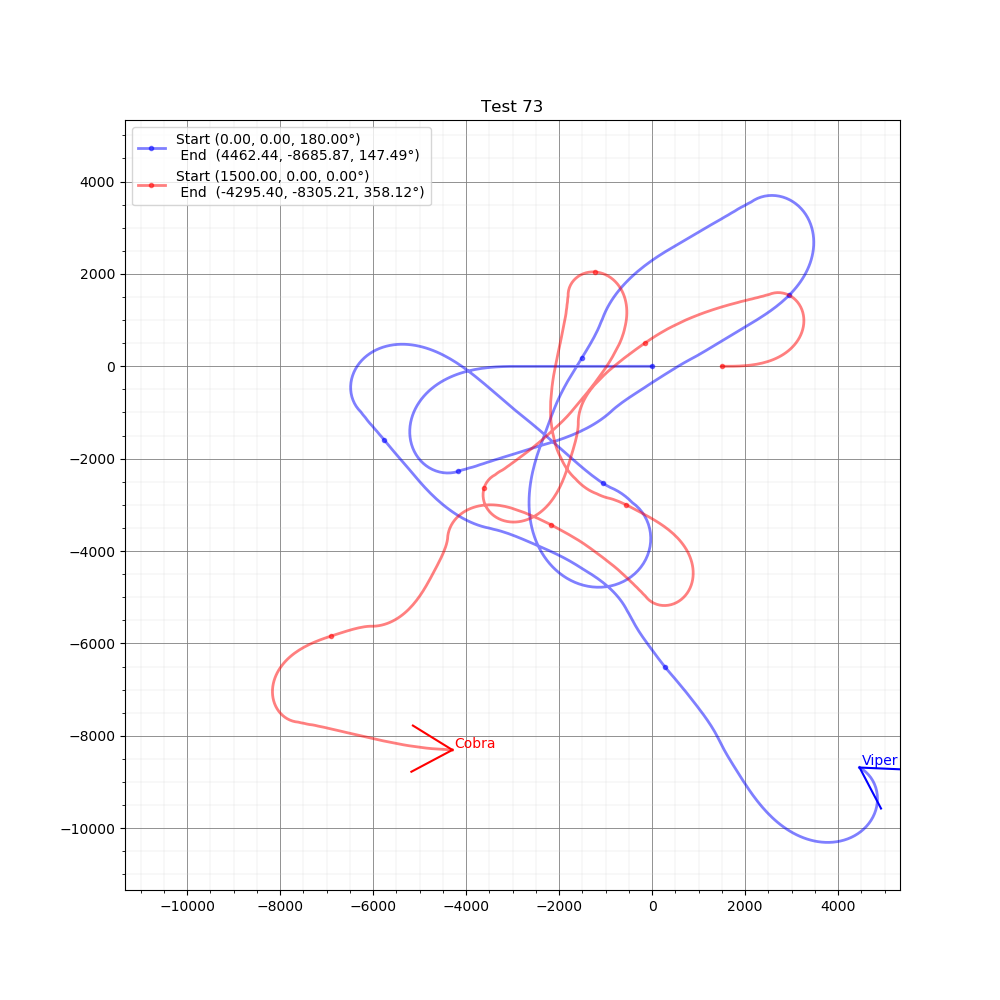 Test 73
Start (0.00, 0.00, 180.00°)
End (4462.44, -8685.87, 147.49°)
Start (1500.00, 0.00, 0.00°)
End (-4295.40, -8305.21, 358.12°)
4000
2000
0
−2000
−4000
−6000
−8000
−10000
Cobra
Viper
−10000 −8000 −6000 −4000 −2000 0 2000 4000